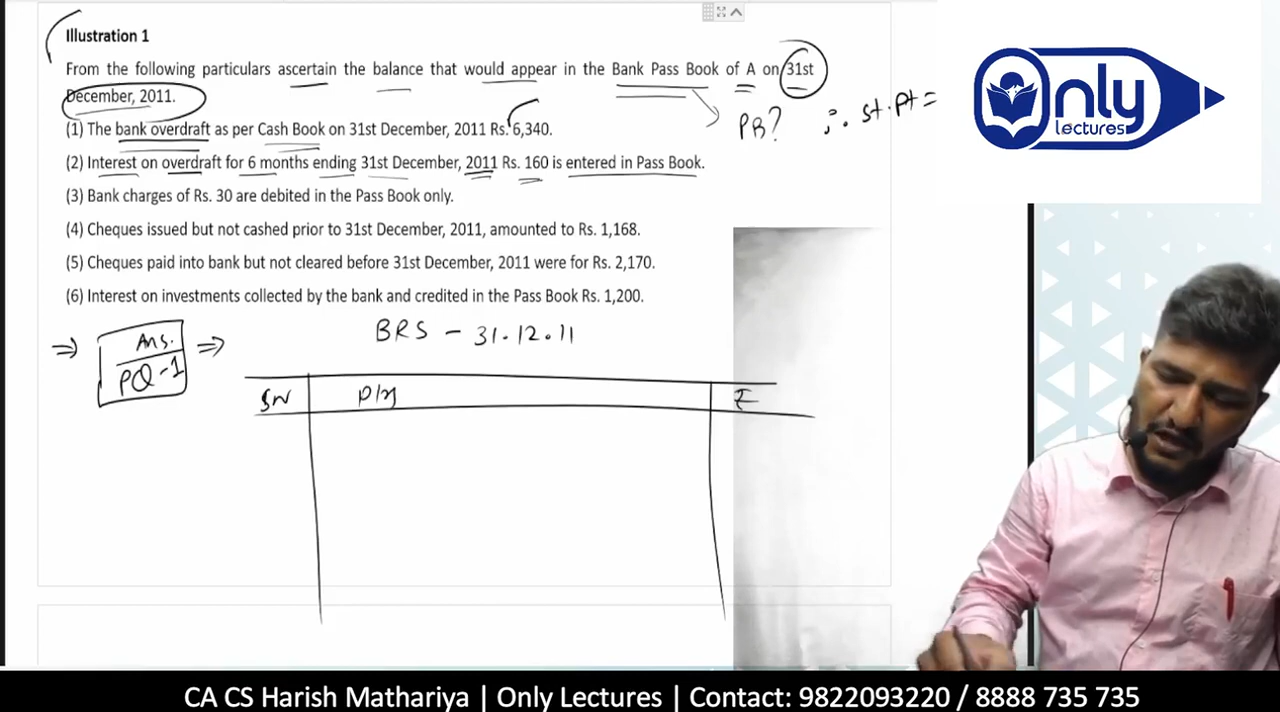 Illustration 1
From the following particulars ascertain the balance that would appear in the Bank Pass Book of A on 31st
December, 2011.
PB? ∴ st. pt =
(1) The bank overdraft as per Cash Book on 31st December, 2011 Rs. 6,340.
(2) Interest on overdraft for 6 months ending 31st December, 2011 Rs. 160 is entered in Pass Book.
(3) Bank charges of Rs. 30 are debited in the Pass Book only.
(4) Cheques issued but not cashed prior to 31st December, 2011, amounted to Rs. 1,168.
(5) Cheques paid into bank but not cleared before 31st December, 2011 were for Rs. 2,170.
(6) Interest on investments collected by the bank and credited in the Pass Book Rs. 1,200.
⇒ Ans. ⇒
PQ-1
BRS - 31.12.11
SN
Only
lectures
CA CS Harish Mathariya | Only Lectures | Contact: 9822093220 / 8888 735 735